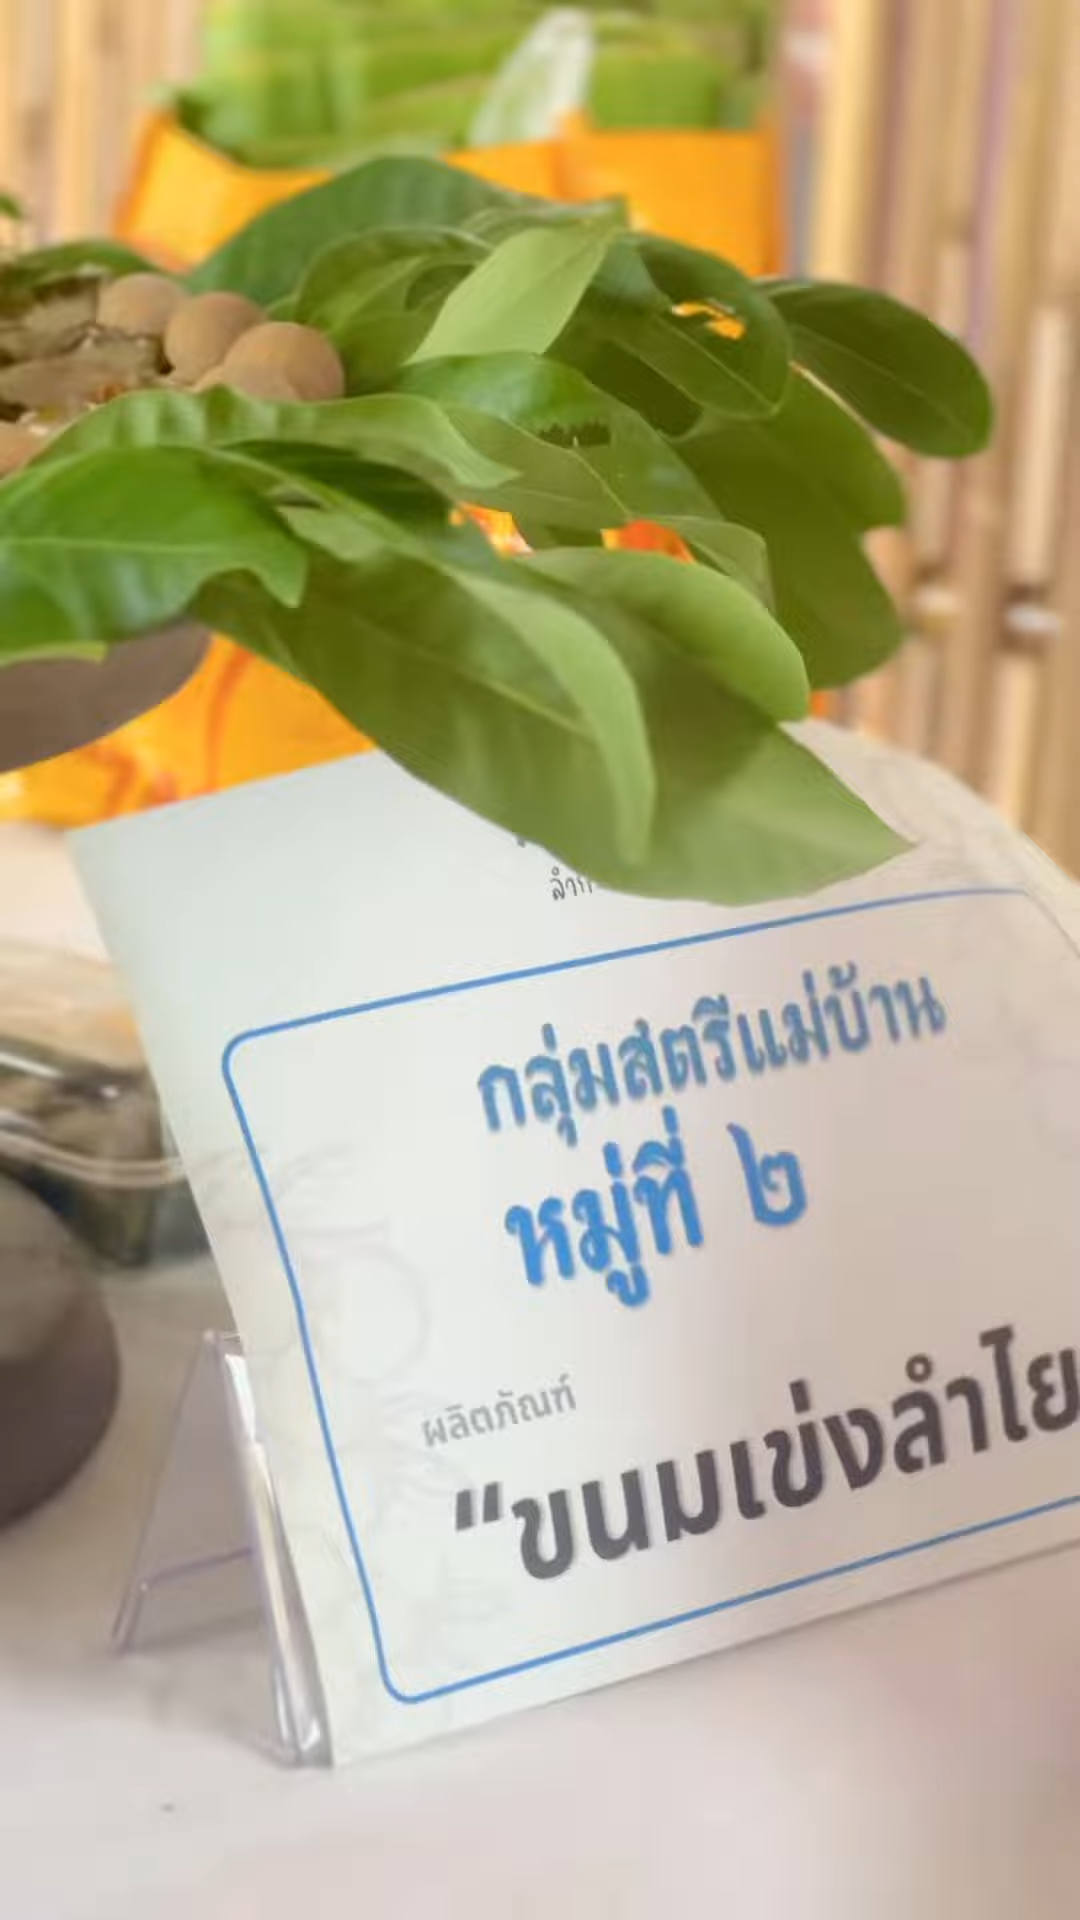 กลุ่มสตรีแม่บ้าน
หมู่ที่ ๒
ผลิตภัณฑ์
"ขนมเข่งลำไย